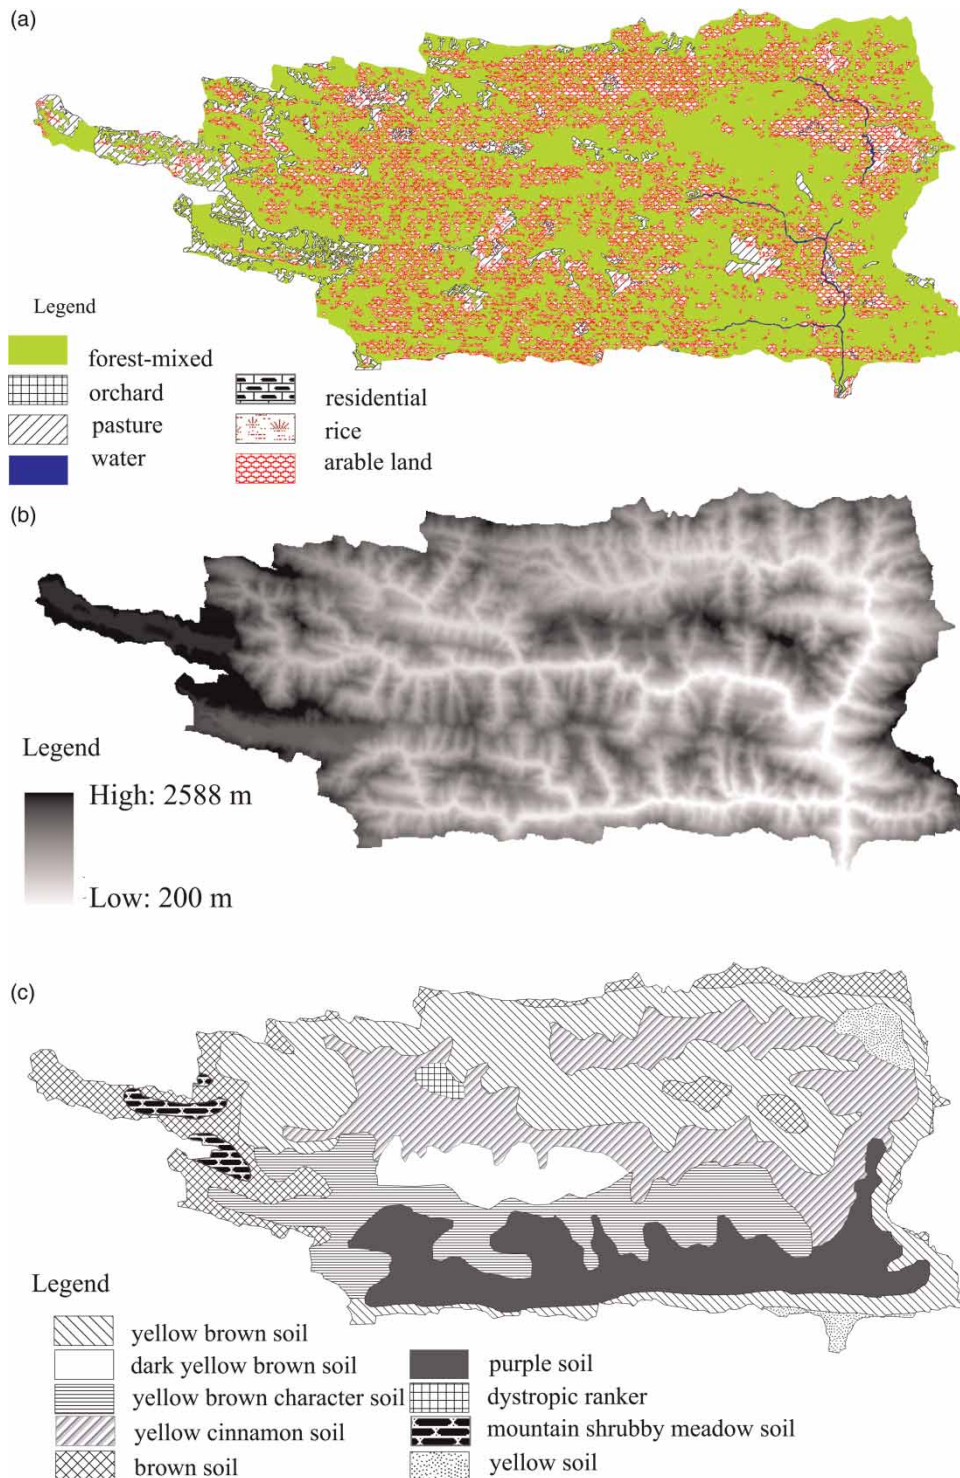 (a)
Legend
forest-mixed
orchard
pasture
water
residential
rice
arable land
(b)
Legend
High: 2588 m
Low: 200 m
(c)
Legend
yellow brown soil
dark yellow brown soil
yellow brown character soil
yellow cinnamon soil
brown soil
purple soil
dystropic ranker
mountain shrubby meadow soil
yellow soil